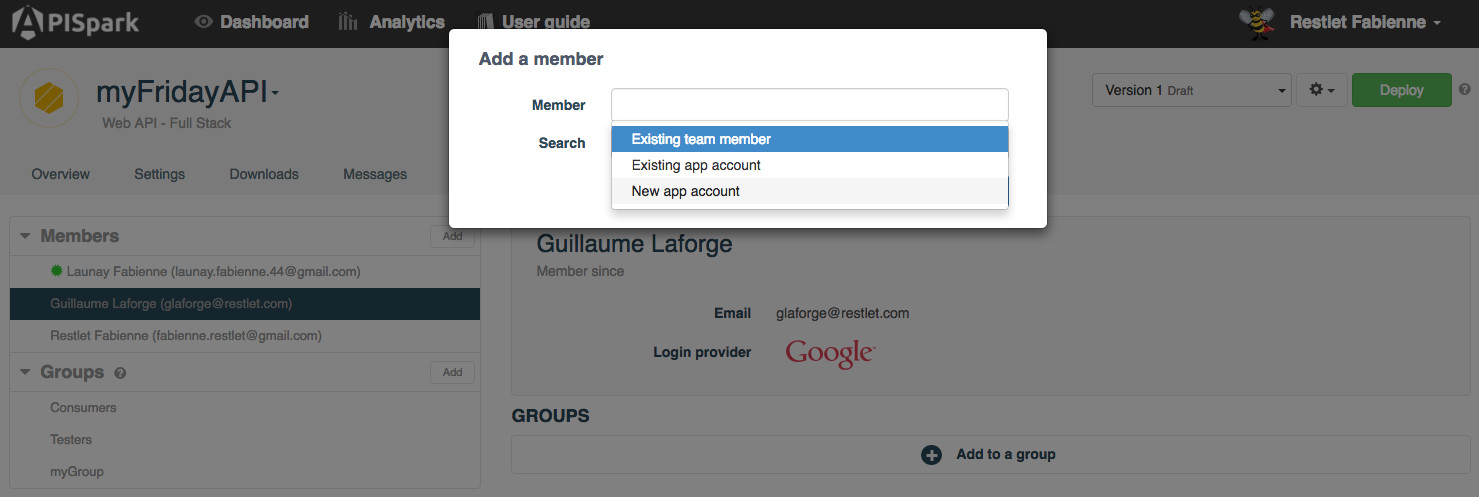 APISpark
Dashboard
Analytics
User guide
Restlet Fabienne
Add a member
Member
Search
Existing team member
Existing app account
New app account
myFridayAPI
Web API - Full Stack
Version 1 Draft
Deploy
?
Overview
Settings
Downloads
Messages
Members
Add
Launay Fabienne (launay.fabienne.44@gmail.com)
Guillaume Laforge (glaforge@restlet.com)
Restlet Fabienne (fabienne.restlet@gmail.com)
Groups ?
Add
Consumers
Testers
myGroup
Guillaume Laforge
Member since
Email glaforge@restlet.com
Login provider Google
GROUPS
Add to a group